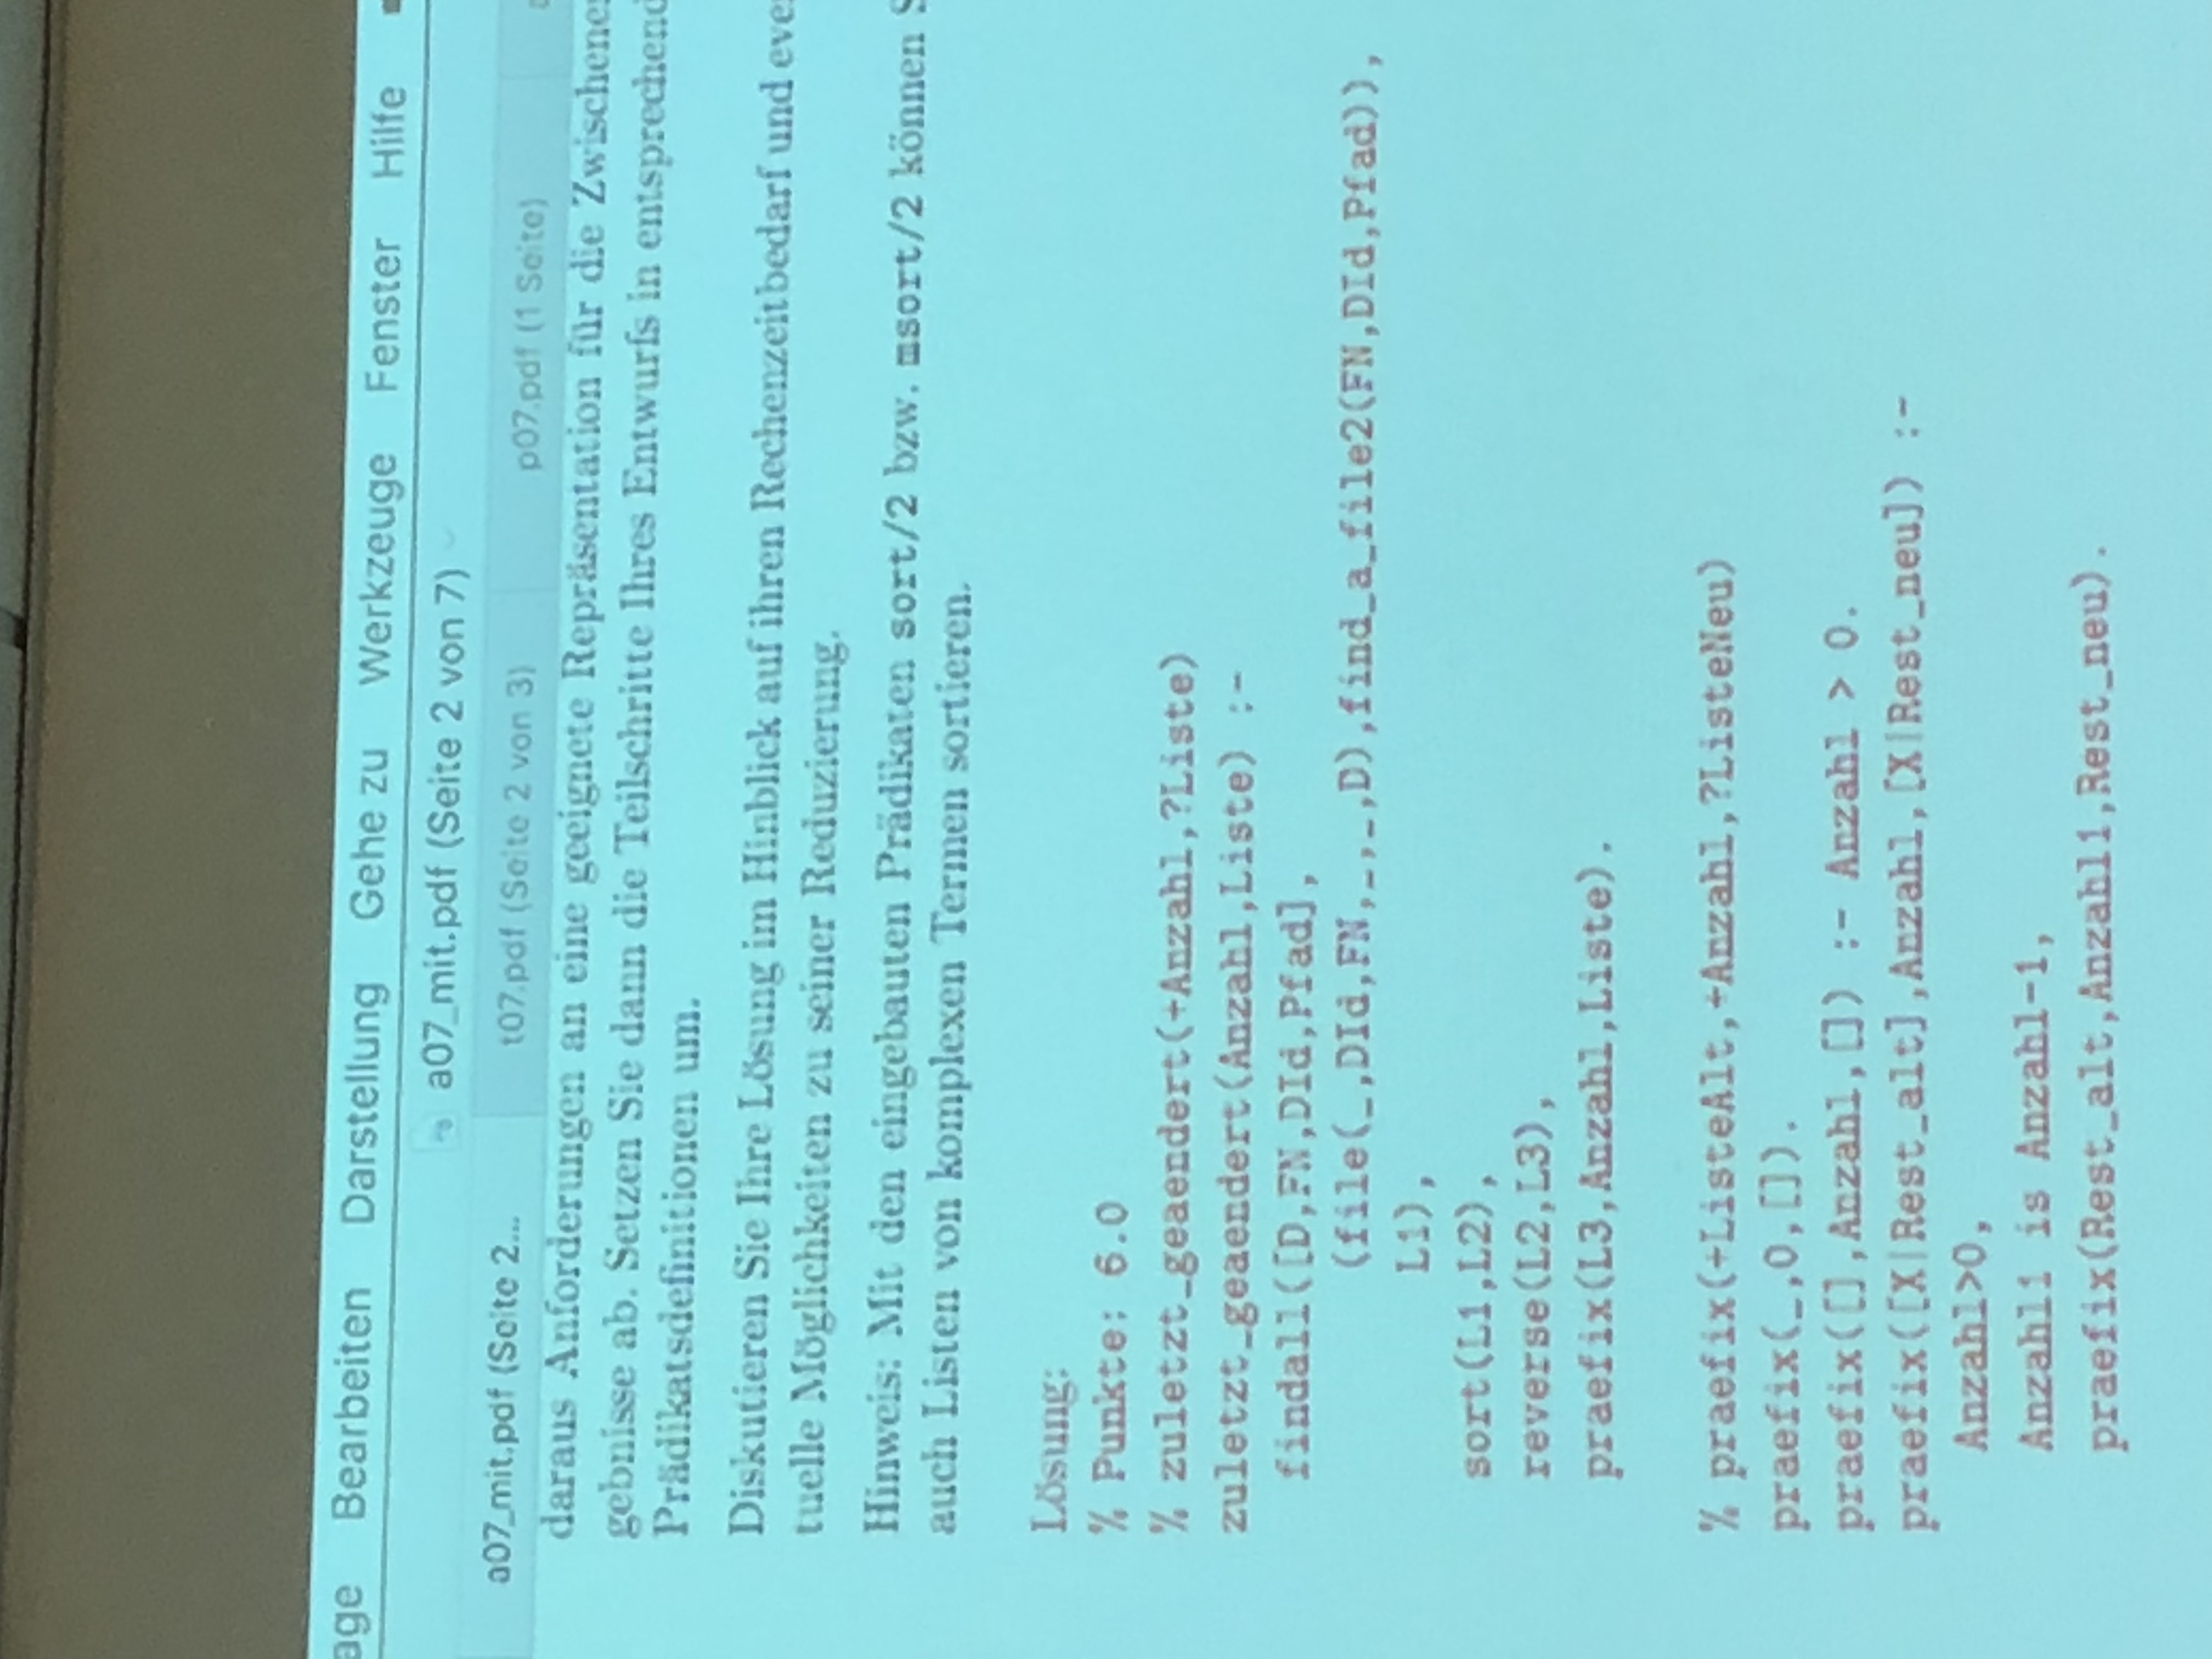 age Bearbeiten Darstellung Gehe zu Werkzeuge Fenster Hilfe
a07_mit.pdf (Seite 2 von 7)
a07_mit.pdf (Seite 2... t07.pdf (Seite 2 von 3) p07.pdf (1 Seite)
daraus Anforderungen an eine geeignete Repräsentation für die Zwischener
gebnisse ab. Setzen Sie dann die Teilschritte Ihres Entwurfs in entsprechend
Prädikatsdefinitionen um.
Diskutieren Sie Ihre Lösung im Hinblick auf ihren Rechenzeitbedarf und even
tuelle Möglichkeiten zu seiner Reduzierung.
Hinweis: Mit den eingebauten Prädikaten sort/2 bzw. msort/2 können S
auch Listen von komplexen Termen sortieren.
Lösung:
% Punkte: 6.0
% zuletzt_geaendert(+Anzahl,?Liste)
zuletzt_geaendert(Anzahl,Liste) :-
findall([D,FN,DId,Pfad],
(file(_,DId,FN,_,_,D),find_a_file2(FN,DId,Pfad)),
L1),
sort(L1,L2),
reverse(L2,L3),
praefix(L3,Anzahl,Liste).
% praefix(+ListeAlt,+Anzahl,?ListeNeu)
praefix(_,0,[]).
praefix([],Anzahl,[]) :- Anzahl > 0.
praefix([X|Rest_alt],Anzahl,[X|Rest_neu]) :-
Anzahl>0,
Anzahl1 is Anzahl-1,
praefix(Rest_alt,Anzahl1,Rest_neu).